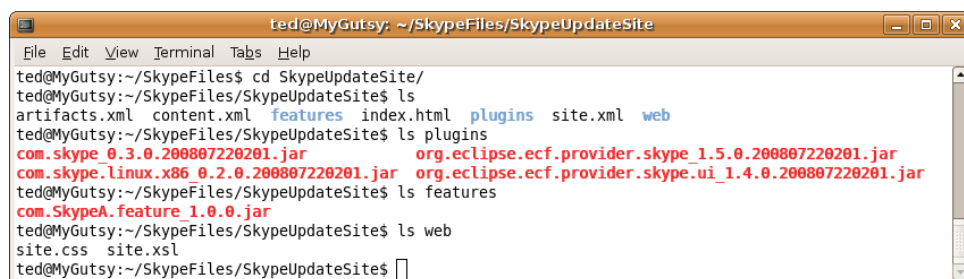 ted@MyGutsy: ~/SkypeFiles/SkypeUpdateSite
File Edit View Terminal Tabs Help
ted@MyGutsy:~/SkypeFiles$ cd SkypeUpdateSite/
ted@MyGutsy:~/SkypeFiles/SkypeUpdateSite$ ls
artifacts.xml content.xml features index.html plugins site.xml web
ted@MyGutsy:~/SkypeFiles/SkypeUpdateSite$ ls plugins
com.skype_0.3.0.200807220201.jar org.eclipse.ecf.provider.skype_1.5.0.200807220201.jar
com.skype.linux.x86_0.2.0.200807220201.jar org.eclipse.ecf.provider.skype.ui_1.4.0.200807220201.jar
ted@MyGutsy:~/SkypeFiles/SkypeUpdateSite$ ls features
com.SkypeA.feature_1.0.0.jar
ted@MyGutsy:~/SkypeFiles/SkypeUpdateSite$ ls web
site.css site.xsl
ted@MyGutsy:~/SkypeFiles/SkypeUpdateSite$